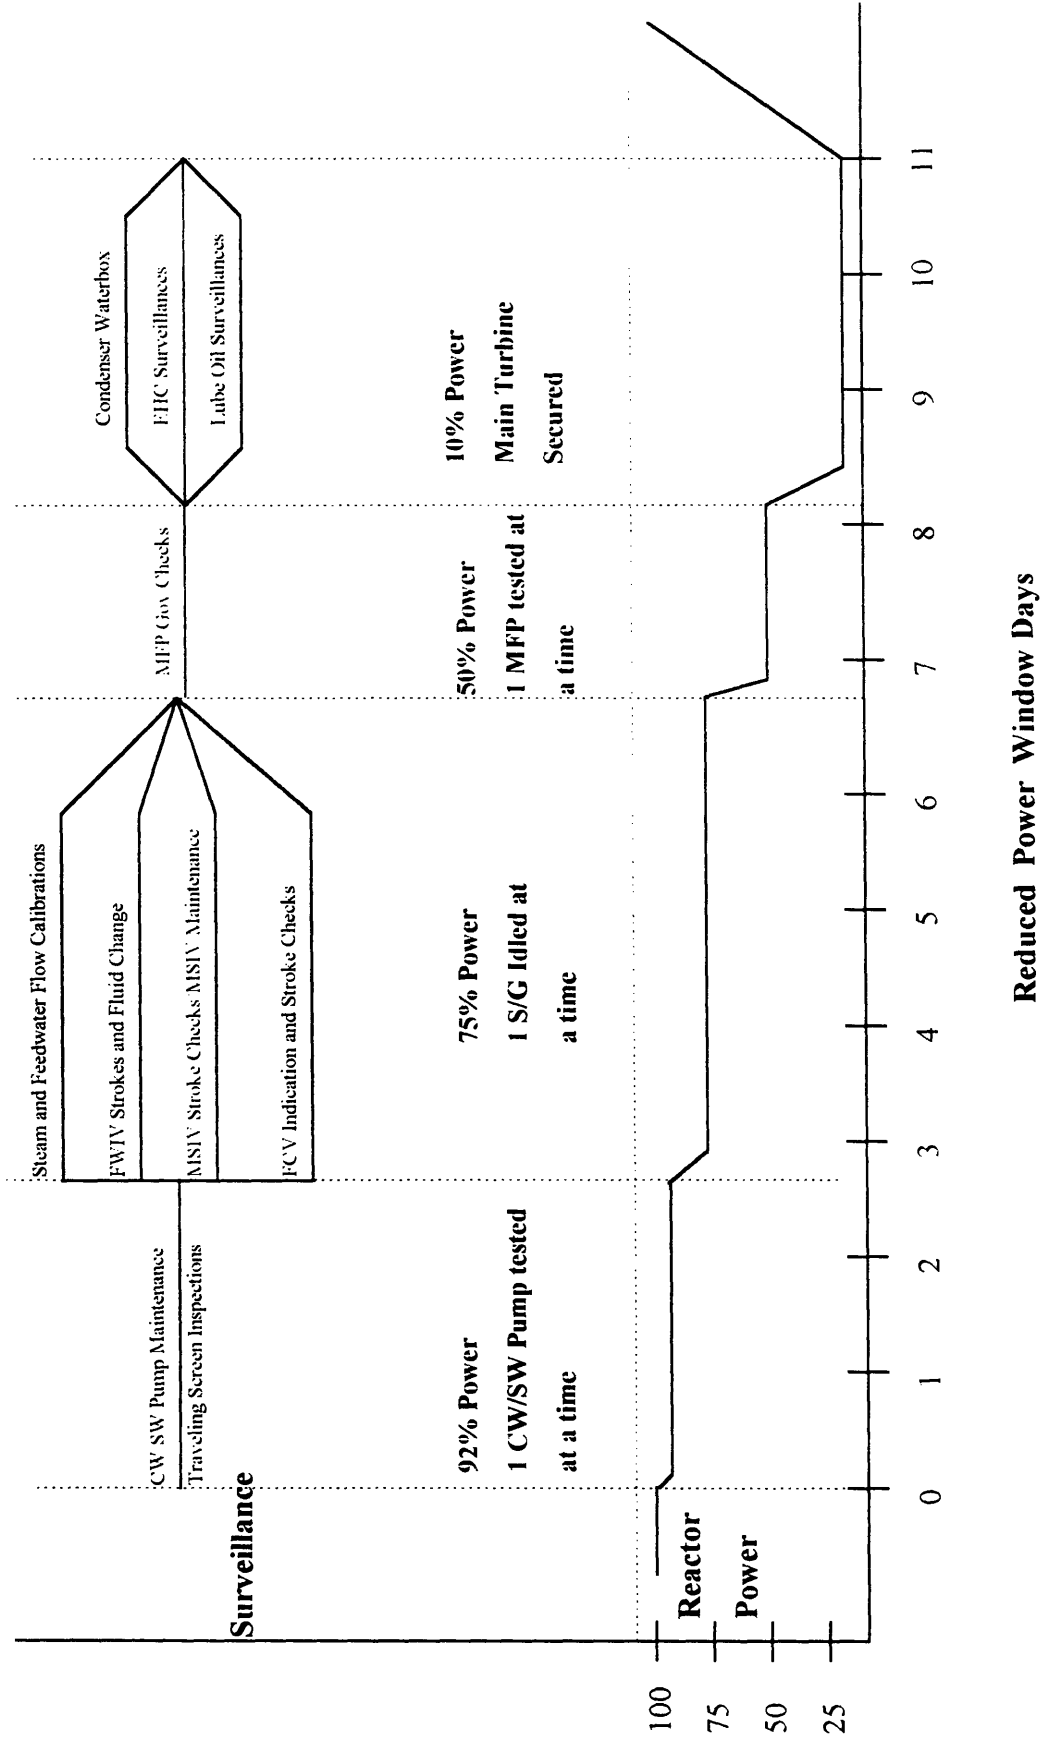 Steam and Feedwater Flow Calibrations
FWIV Strokes and Fluid Change
MSIV Stroke Checks MSIV Maintenance
FCV Indication and Stroke Checks
CW SW Pump Maintenance
Traveling Screen Inspections
MFP Gov Checks
Condenser Waterbox
EHC Surveillances
Lube Oil Surveillances
Surveillance
92% Power
1 CW/SW Pump tested
at a time
75% Power
1 S/G Idled at
a time
50% Power
1 MFP tested at
a time
10% Power
Main Turbine
Secured
Reactor
Power
100
75
50
25
0 1 2 3 4 5 6 7 8 9 10 11
Reduced Power Window Days